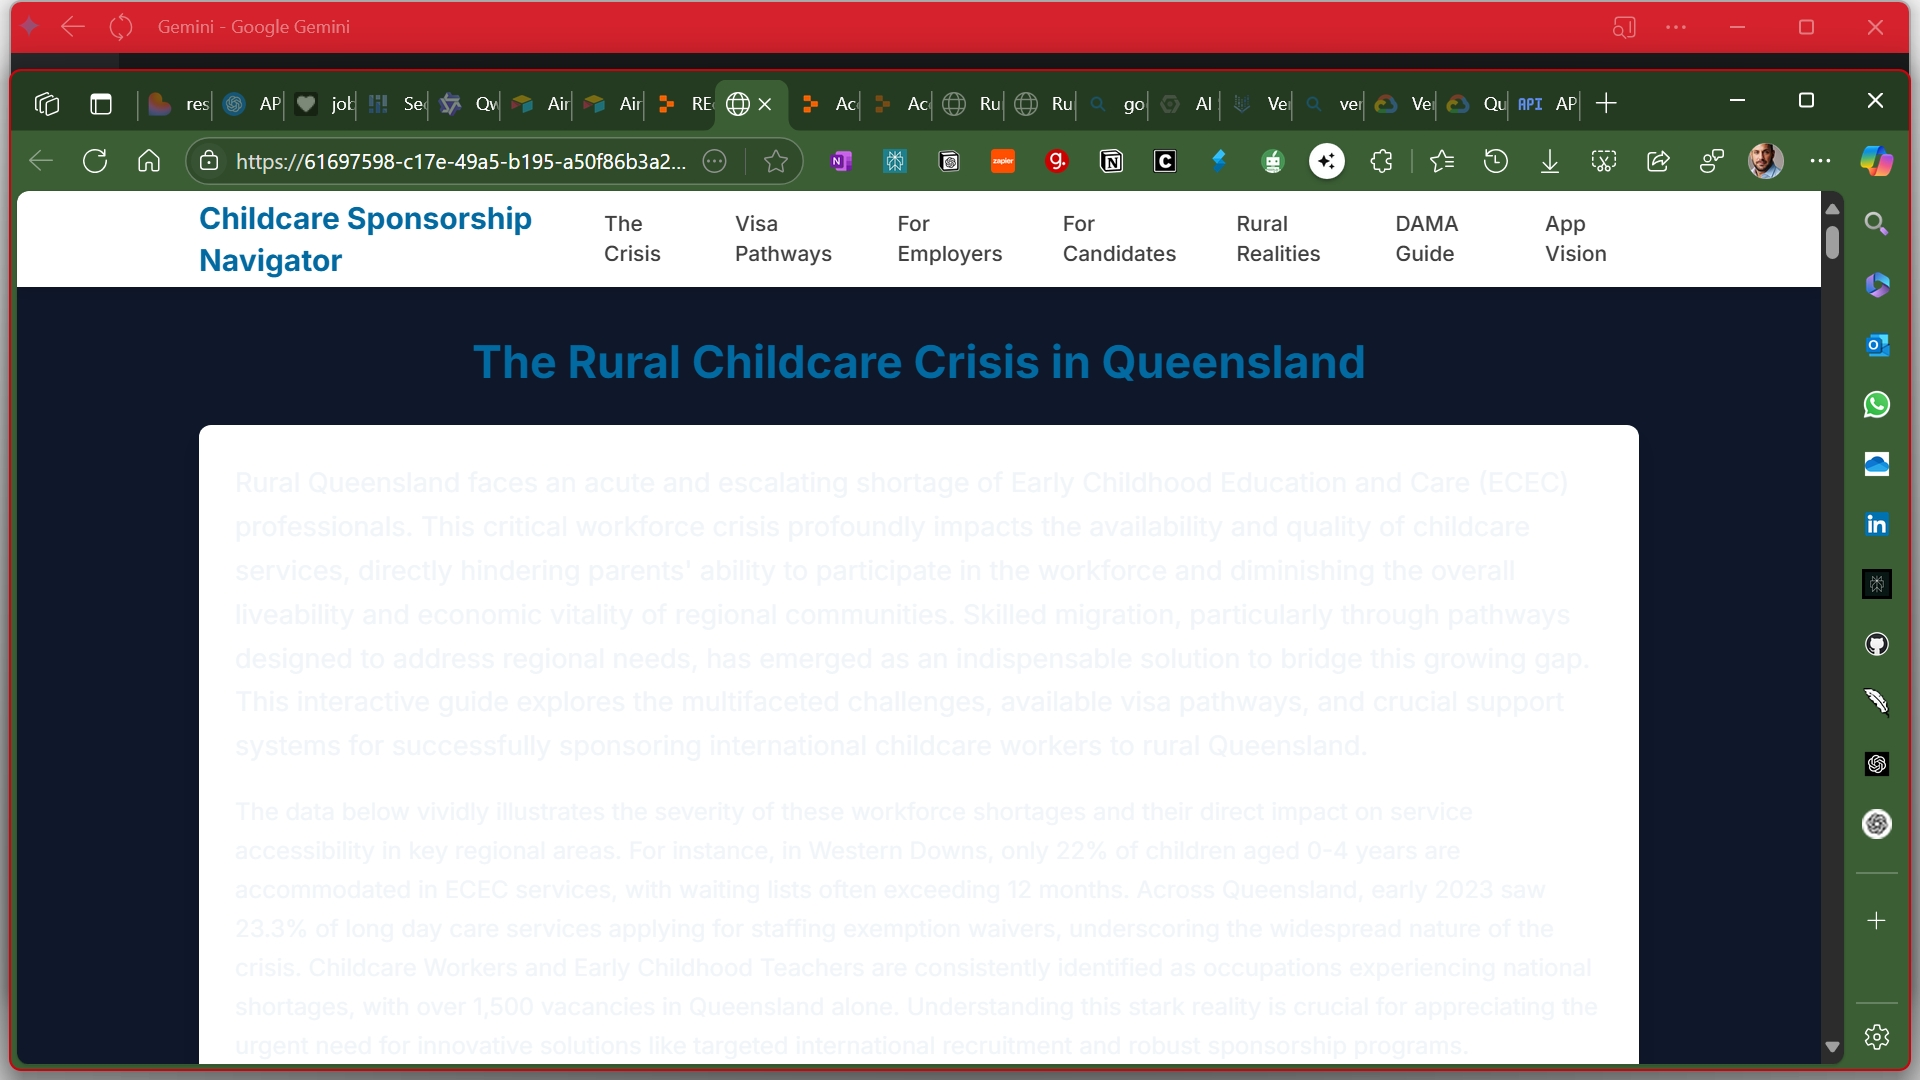 Gemini - Google Gemini
res
AP
job
Sec
Qw
Air
Air
RE
Ac
Ac
Ru
Ru
go
AI
Ver
ver
Ve
Qu
API AP
https://61697598-c17e-49a5-b195-a50f86b3a2...
Childcare Sponsorship
Navigator
The
Crisis
Visa
Pathways
For
Employers
For
Candidates
Rural
Realities
DAMA
Guide
App
Vision
The Rural Childcare Crisis in Queensland
Rural Queensland faces an acute and escalating shortage of Early Childhood Education and Care (ECEC)
professionals. This critical workforce crisis profoundly impacts the availability and quality of childcare
services, directly hindering parents' ability to participate in the workforce and diminishing the overall
liveability and economic vitality of regional communities. Skilled migration, particularly through pathways
designed to address regional needs, has emerged as an indispensable solution to bridge this growing gap.
This interactive guide explores the multifaceted challenges, available visa pathways, and crucial support
systems for successfully sponsoring international childcare workers to rural Queensland.
The data below vividly illustrates the severity of these workforce shortages and their direct impact on service
accessibility in key regional areas. For instance, in Western Downs, only 22% of children aged 0-4 years are
accommodated in ECEC services, with waiting lists often exceeding 12 months. Across Queensland, early 2023 saw
23.3% of long day care services applying for staffing exemption waivers, underscoring the widespread nature of the
crisis. Childcare Workers and Early Childhood Teachers are consistently identified as occupations experiencing national
shortages, with over 1,500 vacancies in Queensland alone. Understanding this stark reality is crucial for appreciating the
urgent need for innovative solutions like targeted international recruitment and robust sponsorship programs.